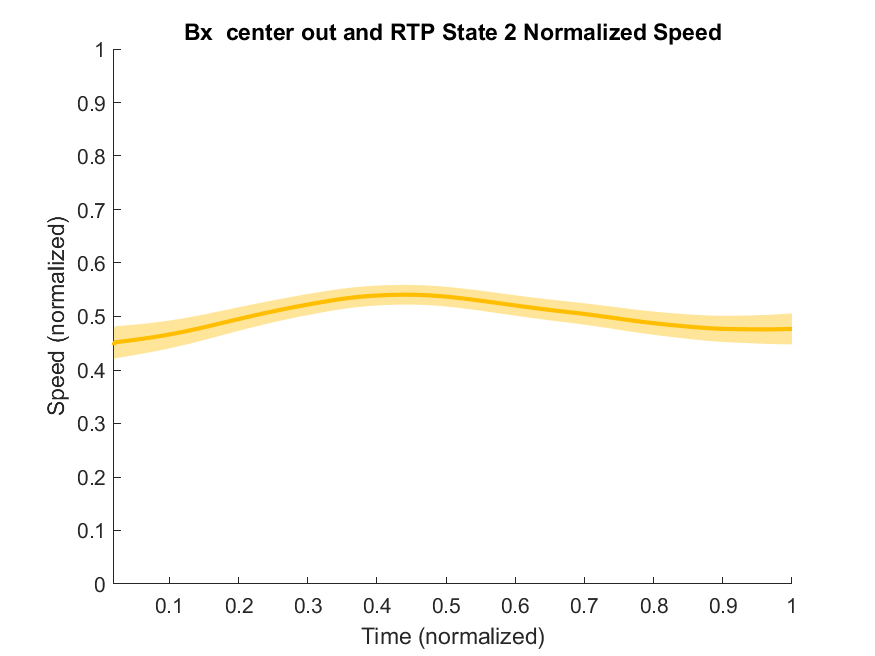 Bx  center out and RTP State 2 Normalized Speed
1
0.9
0.8
0.7
0.6
0.5
0.4
0.3
0.2
0.1
0
Speed (normalized)
0.1 0.2 0.3 0.4 0.5 0.6 0.7 0.8 0.9 1
Time (normalized)